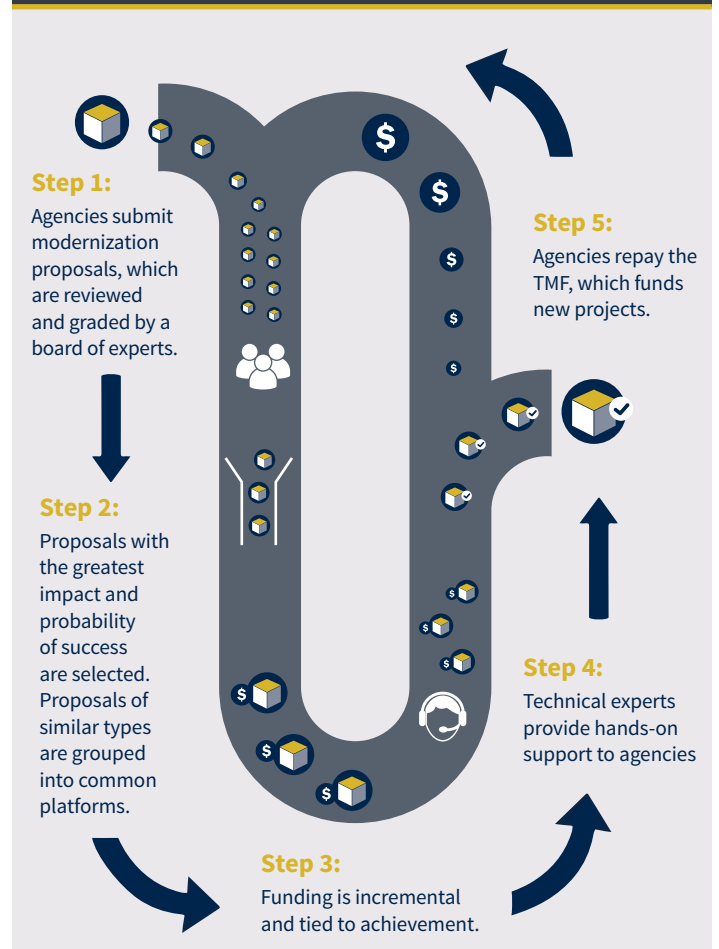 Step 1:
Agencies submit
modernization
proposals, which
are reviewed
and graded by a
board of experts.
Step 2:
Proposals with
the greatest
impact and
probability
of success
are selected.
Proposals of
similar types
are grouped
into common
platforms.
Step 3:
Funding is incremental
and tied to achievement.
Step 4:
Technical experts
provide hands-on
support to agencies
Step 5:
Agencies repay the
TMF, which funds
new projects.
$
$
$
$
$
$
$
$
$
$
$